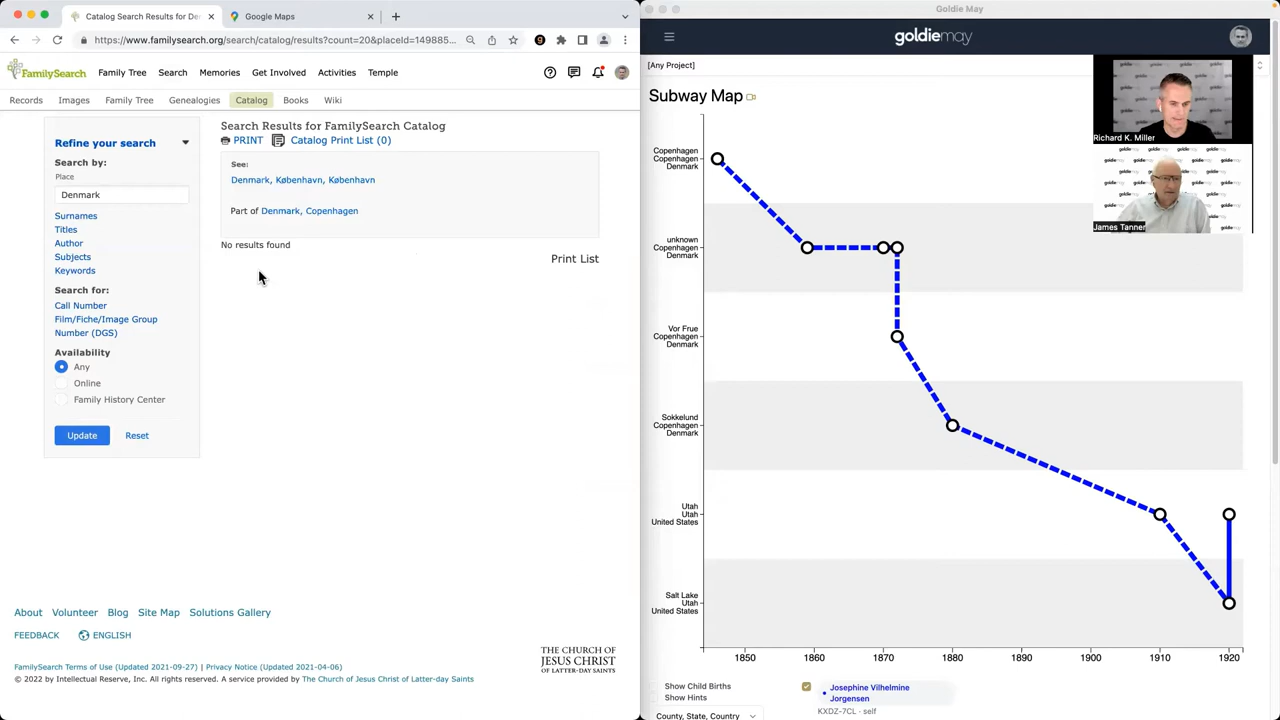 Catalog Search Results for De
Google Maps
https://www.familysearch.org/search/catalog/results?count=20&placeId=149885...
FamilySearch
Family Tree
Search
Memories
Get Involved
Activities
Temple
Records
Images
Family Tree
Genealogies
Catalog
Books
Wiki
Refine your search
Search by:
Place
Denmark
Surnames
Titles
Author
Subjects
Keywords
Search for:
Call Number
Film/Fiche/Image Group
Number (DGS)
Availability
Any
Online
Family History Center
Update
Reset
Search Results for FamilySearch Catalog
PRINT
Catalog Print List (0)
See:
Denmark, København, København
Part of Denmark, Copenhagen
No results found
Print List
About
Volunteer
Blog
Site Map
Solutions Gallery
FEEDBACK
ENGLISH
THE CHURCH OF
JESUS CHRIST
OF LATTER-DAY SAINTS
FamilySearch Terms of Use (Updated 2021-09-27) | Privacy Notice (Updated 2021-04-06)
© 2022 by Intellectual Reserve, Inc. All rights reserved. A service provided by The Church of Jesus Christ of Latter-day Saints
Goldie May
goldiemay
[Any Project]
Subway Map
Richard K. Miller
James Tanner
Copenhagen
Copenhagen
Denmark
unknown
Copenhagen
Denmark
Vor Frue
Copenhagen
Denmark
Sokkelund
Copenhagen
Denmark
Utah
Utah
United States
Salt Lake
Utah
United States
1850 1860 1870 1880 1890 1900 1910 1920
Show Child Births
Show Hints
County, State, Country
Josephine Vilhelmine
Jorgensen
KXDZ-7CL - self